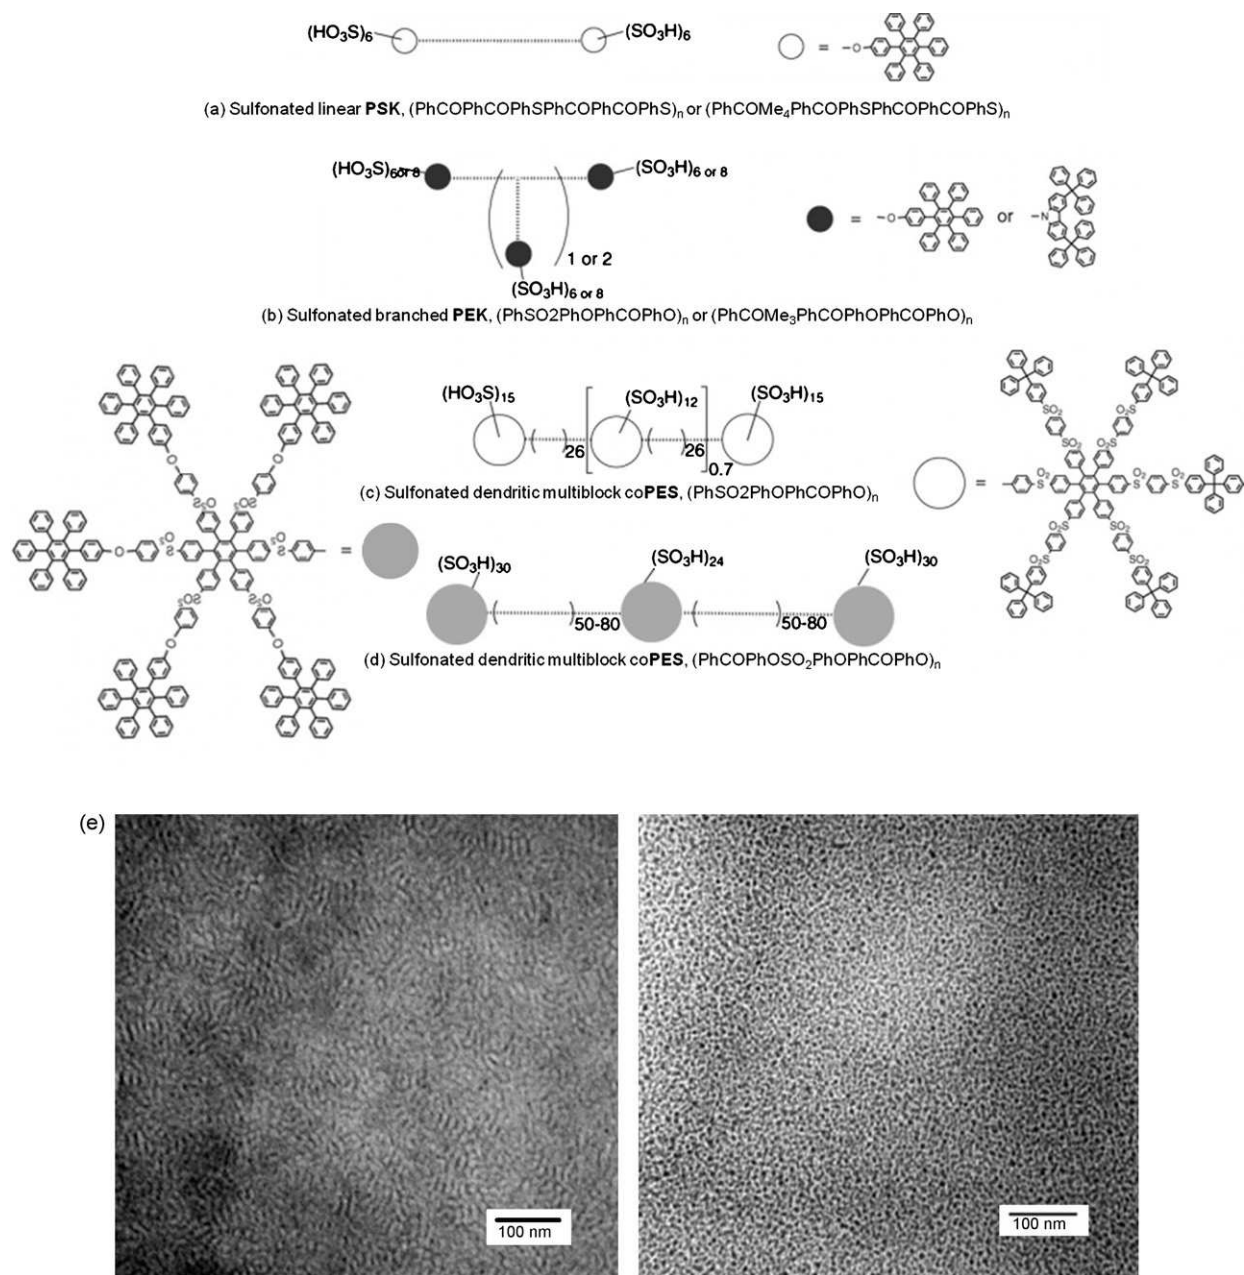 (HO₃S)₆ (SO₃H)₆ = —O
(a) Sulfonated linear PSK, (PhCOPhCOPhSPhCOPhCOPhS)ₙ or (PhCOMe₄PhCOPhSPhCOPhCOPhS)ₙ
(HO₃S)₆or 8 (SO₃H)₆ or 8
= —O or —N
1 or 2
(SO₃H)₆ or 8
(b) Sulfonated branched PEK, (PhSO2PhOPhCOPhO)ₙ or (PhCOMe₃PhCOPhOPhCOPhO)ₙ
(HO₃S)₁₅ (SO₃H)₁₂ (SO₃H)₁₅
26 26 0.7 =
(c) Sulfonated dendritic multiblock coPES, (PhSO2PhOPhCOPhO)ₙ
=
(SO₃H)₃₀ (SO₃H)₂₄ (SO₃H)₃₀
50-80 50-80
(d) Sulfonated dendritic multiblock coPES, (PhCOPhOSO₂PhOPhCOPhO)ₙ
(e)
100 nm 100 nm